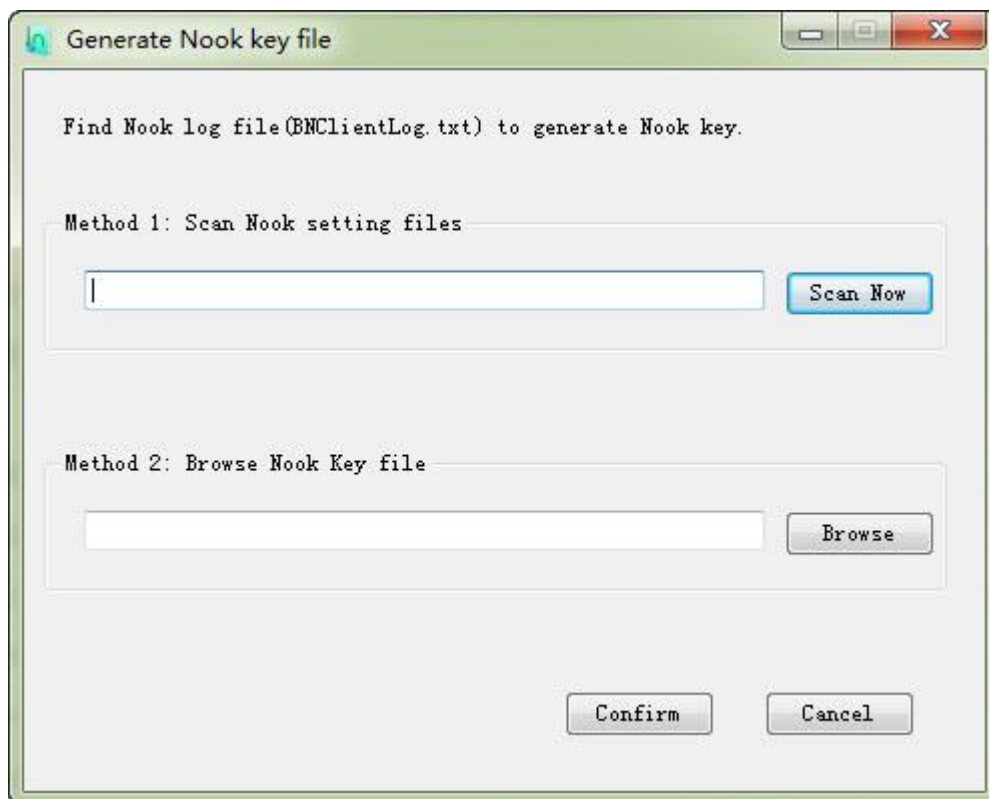 Generate Nook key file
Find Nook log file(BNClientLog.txt) to generate Nook key.
Method 1: Scan Nook setting files
Scan Now
Method 2: Browse Nook Key file
Browse
Confirm
Cancel